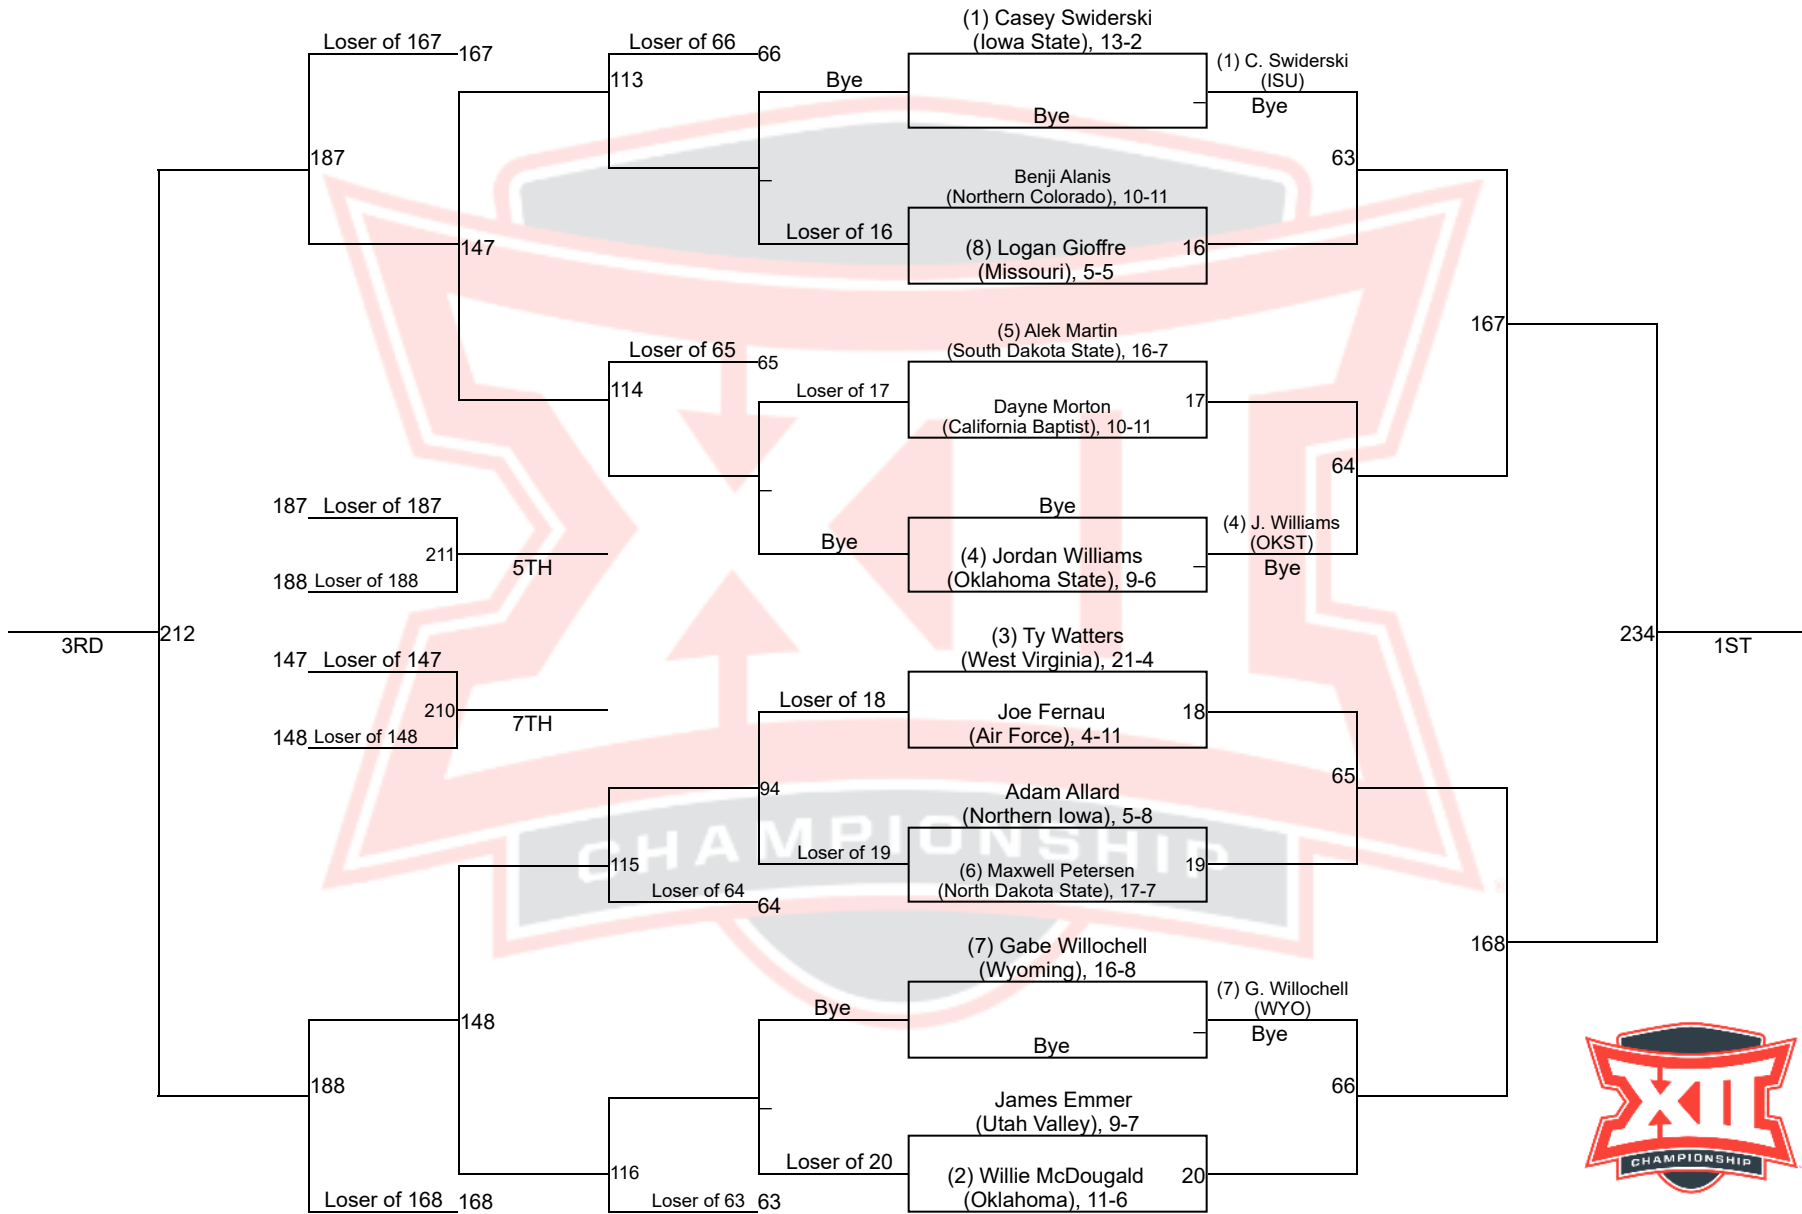 (1) Casey Swiderski
(Iowa State), 13-2
Loser of 167
167
Loser of 66
66
(1) C. Swiderski
(ISU)
113
Bye
Bye
Bye
187
63
Benji Alanis
(Northern Colorado), 10-11
Loser of 16
147
(8) Logan Gioffre
(Missouri), 5-5
16
(5) Alek Martin
(South Dakota State), 16-7
167
Loser of 65
65
114
Loser of 17
17
Dayne Morton
(California Baptist), 10-11
64
187
Loser of 187
Bye
(4) J. Williams
(OKST)
Bye
211
5TH
(4) Jordan Williams
(Oklahoma State), 9-6
Bye
188
Loser of 188
3RD
212
(3) Ty Watters
(West Virginia), 21-4
234
1ST
147
Loser of 147
Loser of 18
210
7TH
Joe Fernau
(Air Force), 4-11
18
148
Loser of 148
94
65
Adam Allard
(Northern Iowa), 5-8
CHAMPIONSHIP
Loser of 19
115
(6) Maxwell Petersen
(North Dakota State), 17-7
19
Loser of 64
64
(7) Gabe Willochell
(Wyoming), 16-8
168
(7) G. Willochell
(WYO)
Bye
148
Bye
Bye
188
66
James Emmer
(Utah Valley), 9-7
Loser of 20
116
(2) Willie McDougald
(Oklahoma), 11-6
20
Loser of 168
168
Loser of 63
63
XII
CHAMPIONSHIP